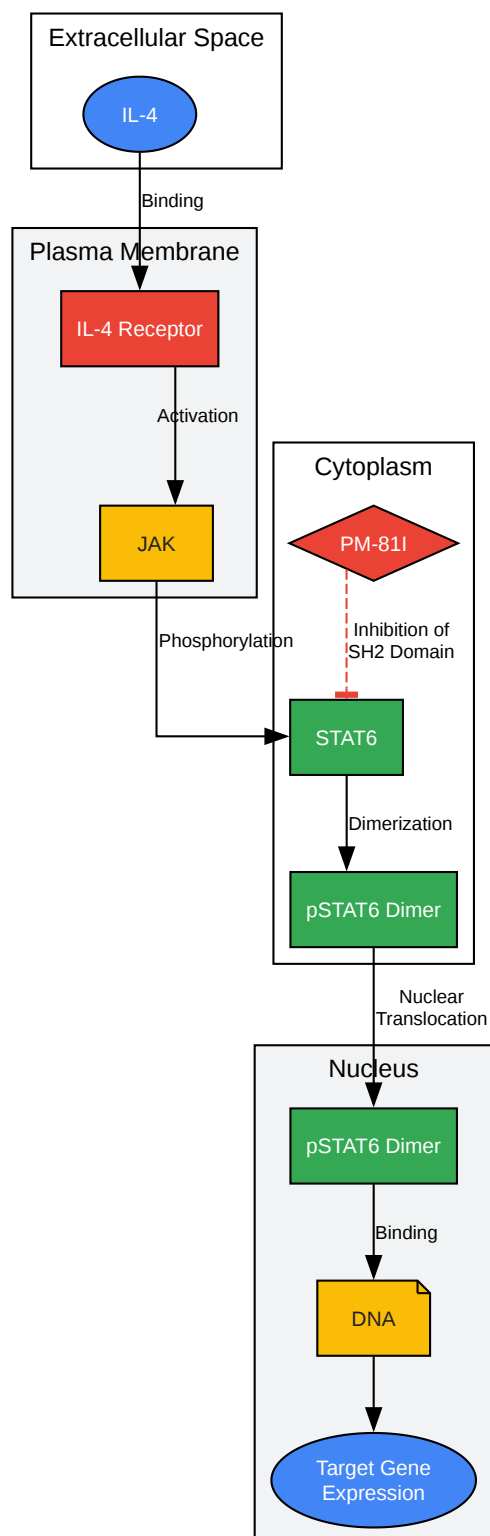 Extracellular Space
IL-4
Binding
Plasma Membrane
IL-4 Receptor
Activation
JAK
Phosphorylation
Cytoplasm
PM-81I
Inhibition of
SH2 Domain
STAT6
Dimerization
pSTAT6 Dimer
Nuclear
Translocation
Nucleus
pSTAT6 Dimer
Binding
DNA
Target Gene
Expression